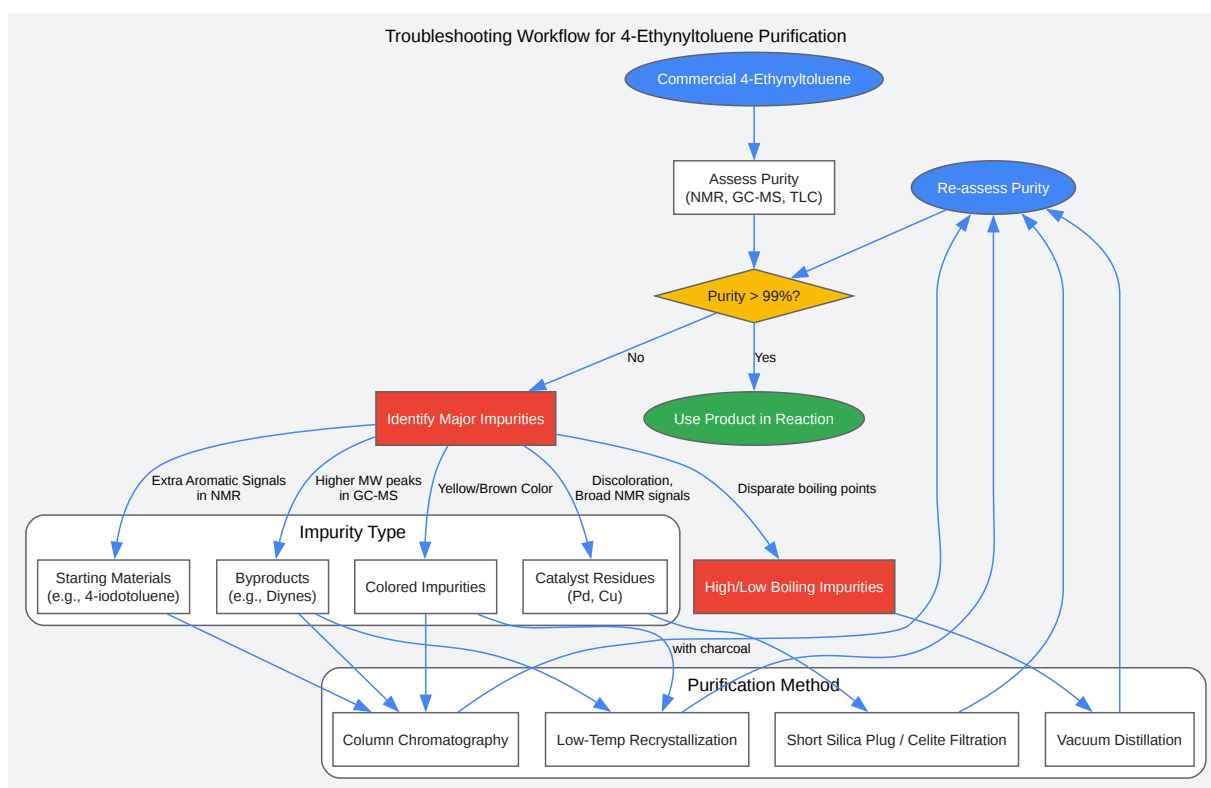 Troubleshooting Workflow for 4-Ethynyltoluene Purification
Commercial 4-Ethynyltoluene
Assess Purity
(NMR, GC-MS, TLC)
Re-assess Purity
Purity > 99%?
No
Yes
Identify Major Impurities
Use Product in Reaction
Extra Aromatic Signals
in NMR
Higher MW peaks
in GC-MS
Yellow/Brown Color
Discoloration,
Broad NMR signals
Disparate boiling points
Impurity Type
Starting Materials
(e.g., 4-iodotoluene)
Byproducts
(e.g., Diynes)
Colored Impurities
Catalyst Residues
(Pd, Cu)
High/Low Boiling Impurities
with charcoal
Purification Method
Column Chromatography
Low-Temp Recrystallization
Short Silica Plug / Celite Filtration
Vacuum Distillation